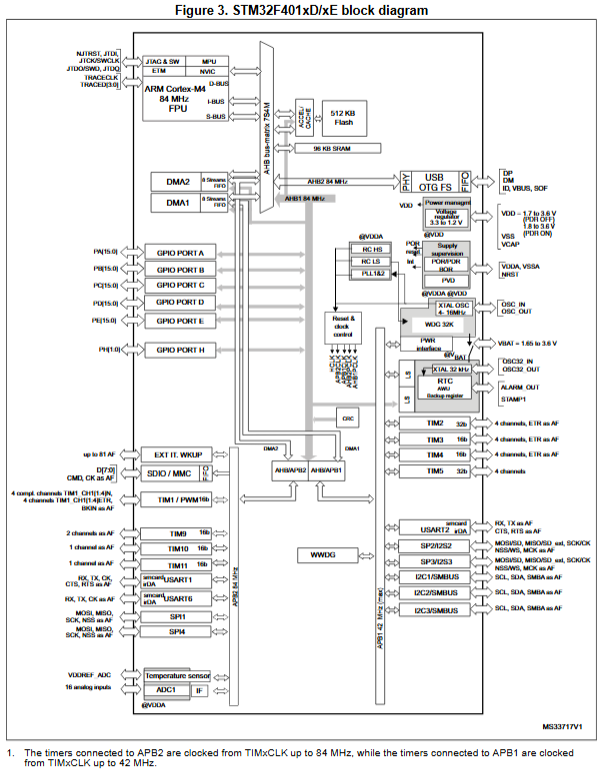 Figure 3. STM32F401xD/xE block diagram
NJTRST, JTDI,
JTCK/SWCLK
JTDO/SWD, JTDO
TRACECLK
TRACED[3:0]
JTAG & SW
MPU
ETM
NVIC
ARM Cortex-M4
84 MHz
FPU
D-BUS
I-BUS
S-BUS
AHB bus-matrix 7S4M
ACCEL/
CACHE
512 KB
Flash
96 KB SRAM
DMA2
8 Streams
FIFO
DMA1
8 Streams
FIFO
AHB2 84 MHz
AHB1 84 MHz
PHY
USB
OTG FS
FIFO
DP
DM
ID, VBUS, SOF
Power managmt
VDD
Voltage
regulator
3.3 to 1.2 V
VDD = 1.7 to 3.6 V
(PDR OFF)
1.8 to 3.6 V
(PDR ON)
VSS
VCAP
@VDD
@VDDA
POR
reset
Int
Supply
supervision
POR/PDR
BOR
PVD
VDDA, VSSA
NRST
RC HS
RC LS
PLL1&2
PA[15:0]
GPIO PORT A
PB[15:0]
GPIO PORT B
PC[15:0]
GPIO PORT C
PD[15:0]
GPIO PORT D
PE[15:0]
GPIO PORT E
PH[1:0]
GPIO PORT H
@VDDA @VDD
XTAL OSC
4- 16MHz
OSC IN
OSC OUT
WDG 32K
Reset &
clock
control
PWR
interface
VBAT = 1.65 to 3.6 V
@VBAT
LS
XTAL 32 kHz
OSC32 IN
OSC32 OUT
LS
RTC
AWU
Backup register
ALARM OUT
STAMP1
HCLK
APB2CLK
APB1CLK
AHB2PCLK
AHB1PCLK
CRC
TIM2
32b
4 channels, ETR as AF
TIM3
16b
4 channels, ETR as AF
TIM4
16b
4 channels, ETR as AF
TIM5
32b
4 channels
DMA2
DMA1
AHB/APB2
AHB/APB1
up to 81 AF
EXT IT. WKUP
D[7:0]
CMD, CK as AF
SDIO / MMC
FIFO
4 compl. channels TIM1_CH1[1:4]N,
4 channels TIM1_CH1[1:4]ETR,
BKIN as AF
TIM1 / PWM
16b
2 channels as AF
TIM9
16b
1 channel as AF
TIM10
16b
1 channel as AF
TIM11
16b
RX, TX, CK,
CTS, RTS as AF
smcard
irDA
USART1
RX, TX, CK as AF
smcard
irDA
USART6
MOSI, MISO,
SCK, NSS as AF
SPI1
MOSI, MISO,
SCK, NSS as AF
SPI4
APB2 84 MHz
WWDG
APB1 42 MHz (max)
smcard
irDA
USART2
RX, TX as AF
CTS, RTS as AF
SP2/I2S2
MOSI/SD, MISO/SD_ext, SCK/CK
NSS/WS, MCK as AF
SP3/I2S3
MOSI/SD, MISO/SD_ext, SCK/CK
NSS/WS, MCK as AF
I2C1/SMBUS
SCL, SDA, SMBA as AF
I2C2/SMBUS
SCL, SDA, SMBA as AF
I2C3/SMBUS
SCL, SDA, SMBA as AF
VDDREF_ADC
Temperature sensor
16 analog inputs
ADC1
IF
@VDDA
MS33717V1
1. The timers connected to APB2 are clocked from TIMxCLK up to 84 MHz, while the timers connected to APB1 are clocked
from TIMxCLK up to 42 MHz.